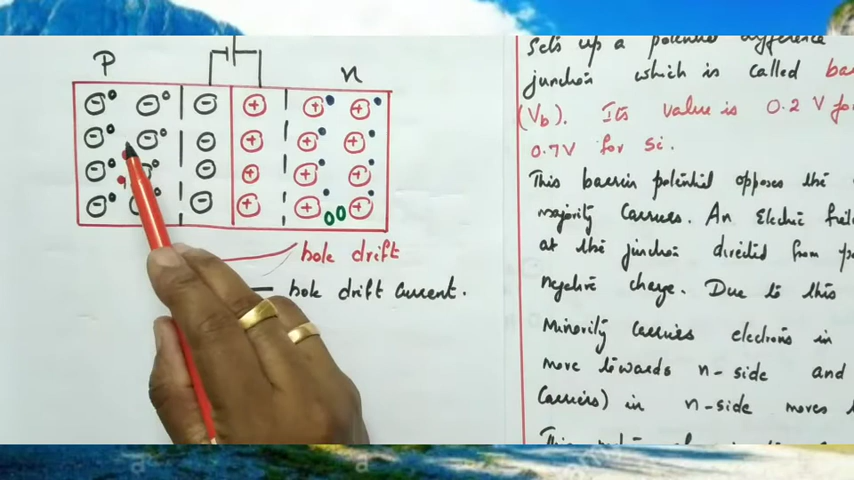 P
n
hole drift
hole drift current.
Sets up a potential difference
junction which is called
(Vb). Its value is 0.2 V
0.7V for Si.
This barrier potential opposes the
majority carriers. An Electric
at the junction directed from
negative charge. Due to this
Minority Carriers electrons in
move towards n-side and
Carriers) in n-side moves